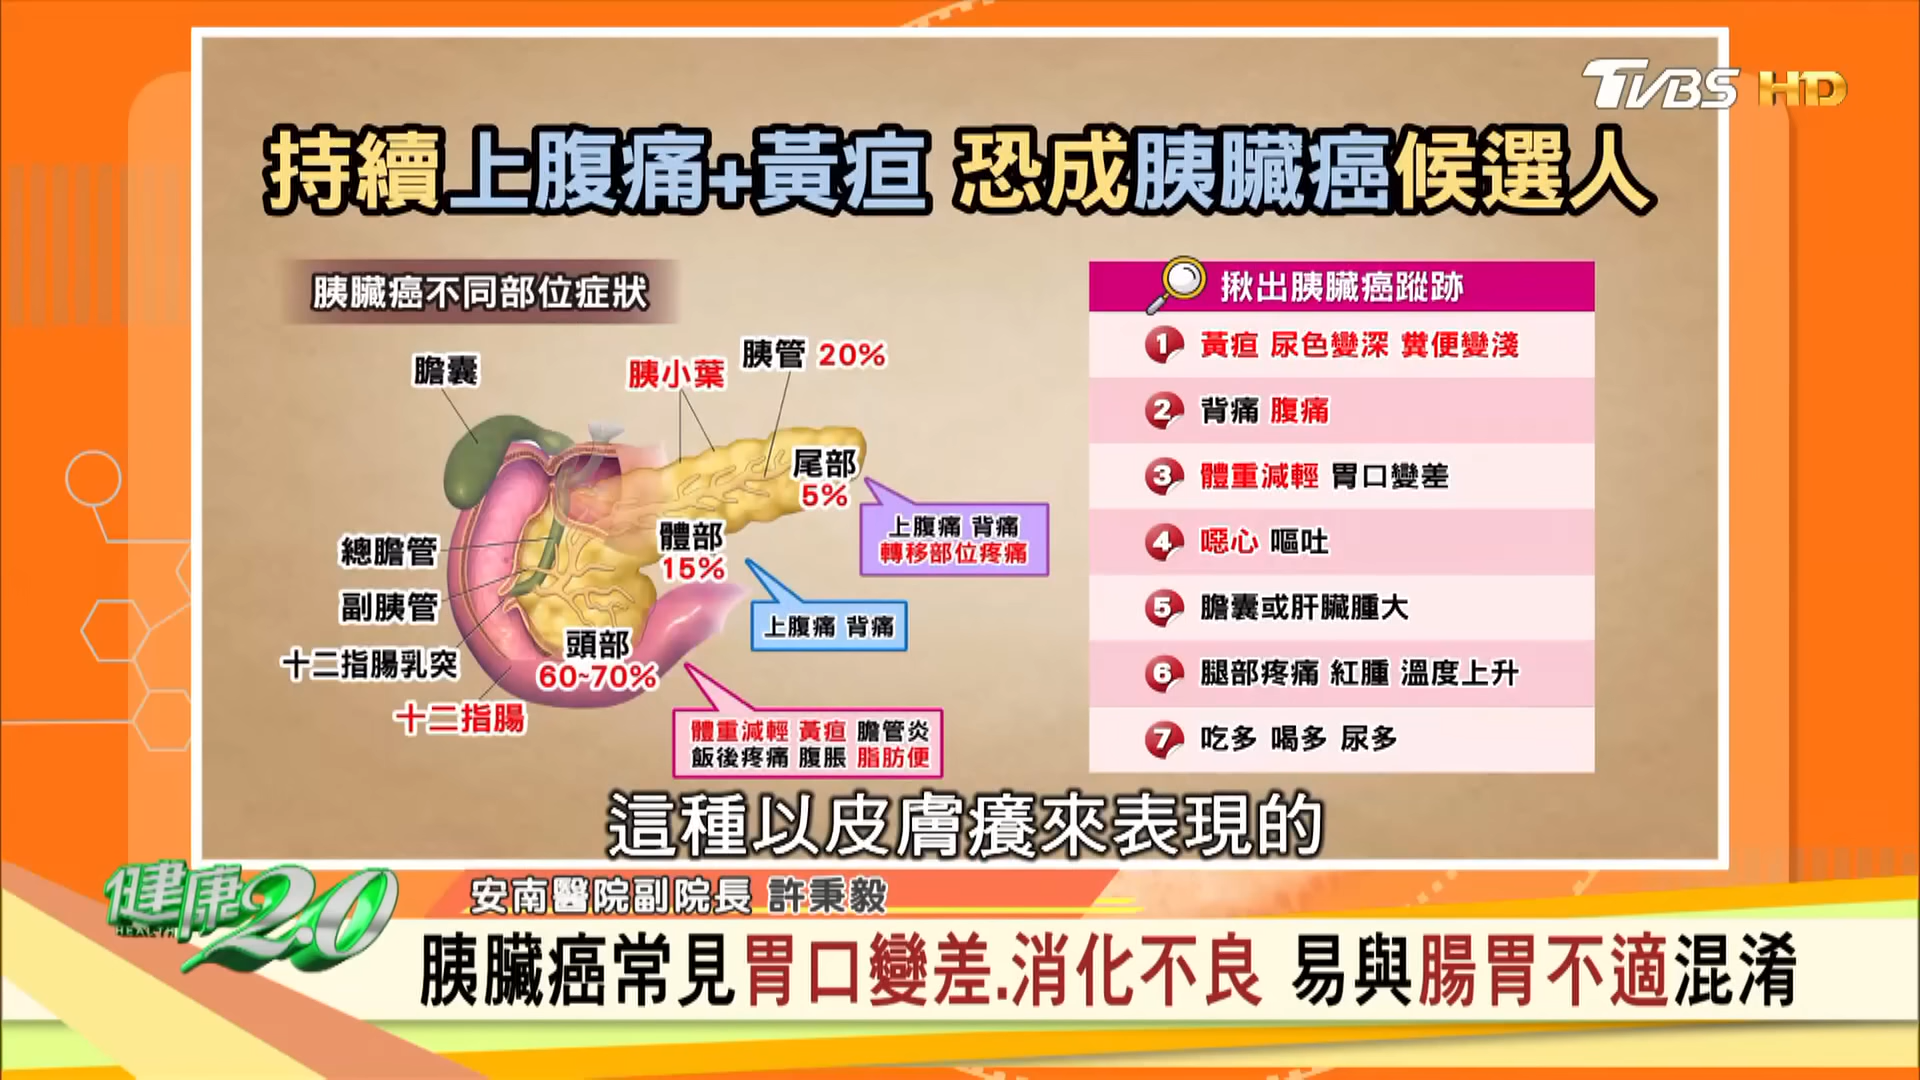 TVBS HD
持續上腹痛+黃疸 恐成胰臟癌候選人
胰臟癌不同部位症狀
膽囊
胰小葉
胰管 20%
尾部
5%
上腹痛 背痛
轉移部位疼痛
體部
15%
上腹痛 背痛
總膽管
副胰管
十二指腸乳突
十二指腸
頭部
60~70%
體重減輕 黃疸 膽管炎
飯後疼痛 腹脹 脂肪便
揪出胰臟癌蹤跡
1 黃疸 尿色變深 糞便變淺
2 背痛 腹痛
3 體重減輕 胃口變差
4 噁心 嘔吐
5 膽囊或肝臟腫大
6 腿部疼痛 紅腫 溫度上升
7 吃多 喝多 尿多
這種以皮膚癢來表現的
健康2.0
HEALTH
安南醫院副院長 許秉毅
胰臟癌常見胃口變差.消化不良 易與腸胃不適混淆